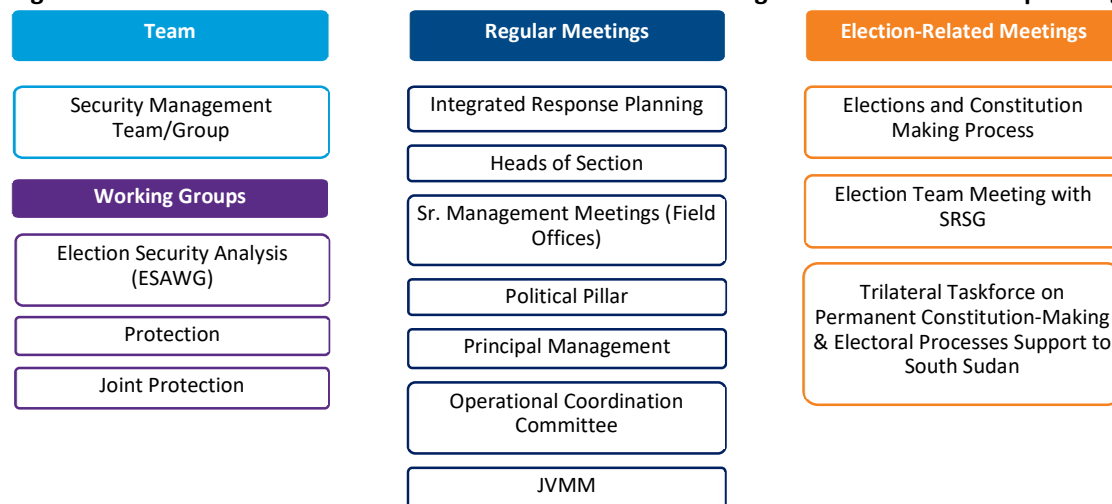 Team
Security Management
Team/Group
Working Groups
Election Security Analysis
(ESAWG)
Protection
Joint Protection
Regular Meetings
Integrated Response Planning
Heads of Section
Sr. Management Meetings (Field
Offices)
Political Pillar
Principal Management
Operational Coordination
Committee
JVMM
Election-Related Meetings
Elections and Constitution
Making Process
Election Team Meeting with
SRSG
Trilateral Taskforce on
Permanent Constitution-Making
& Electoral Processes Support to
South Sudan